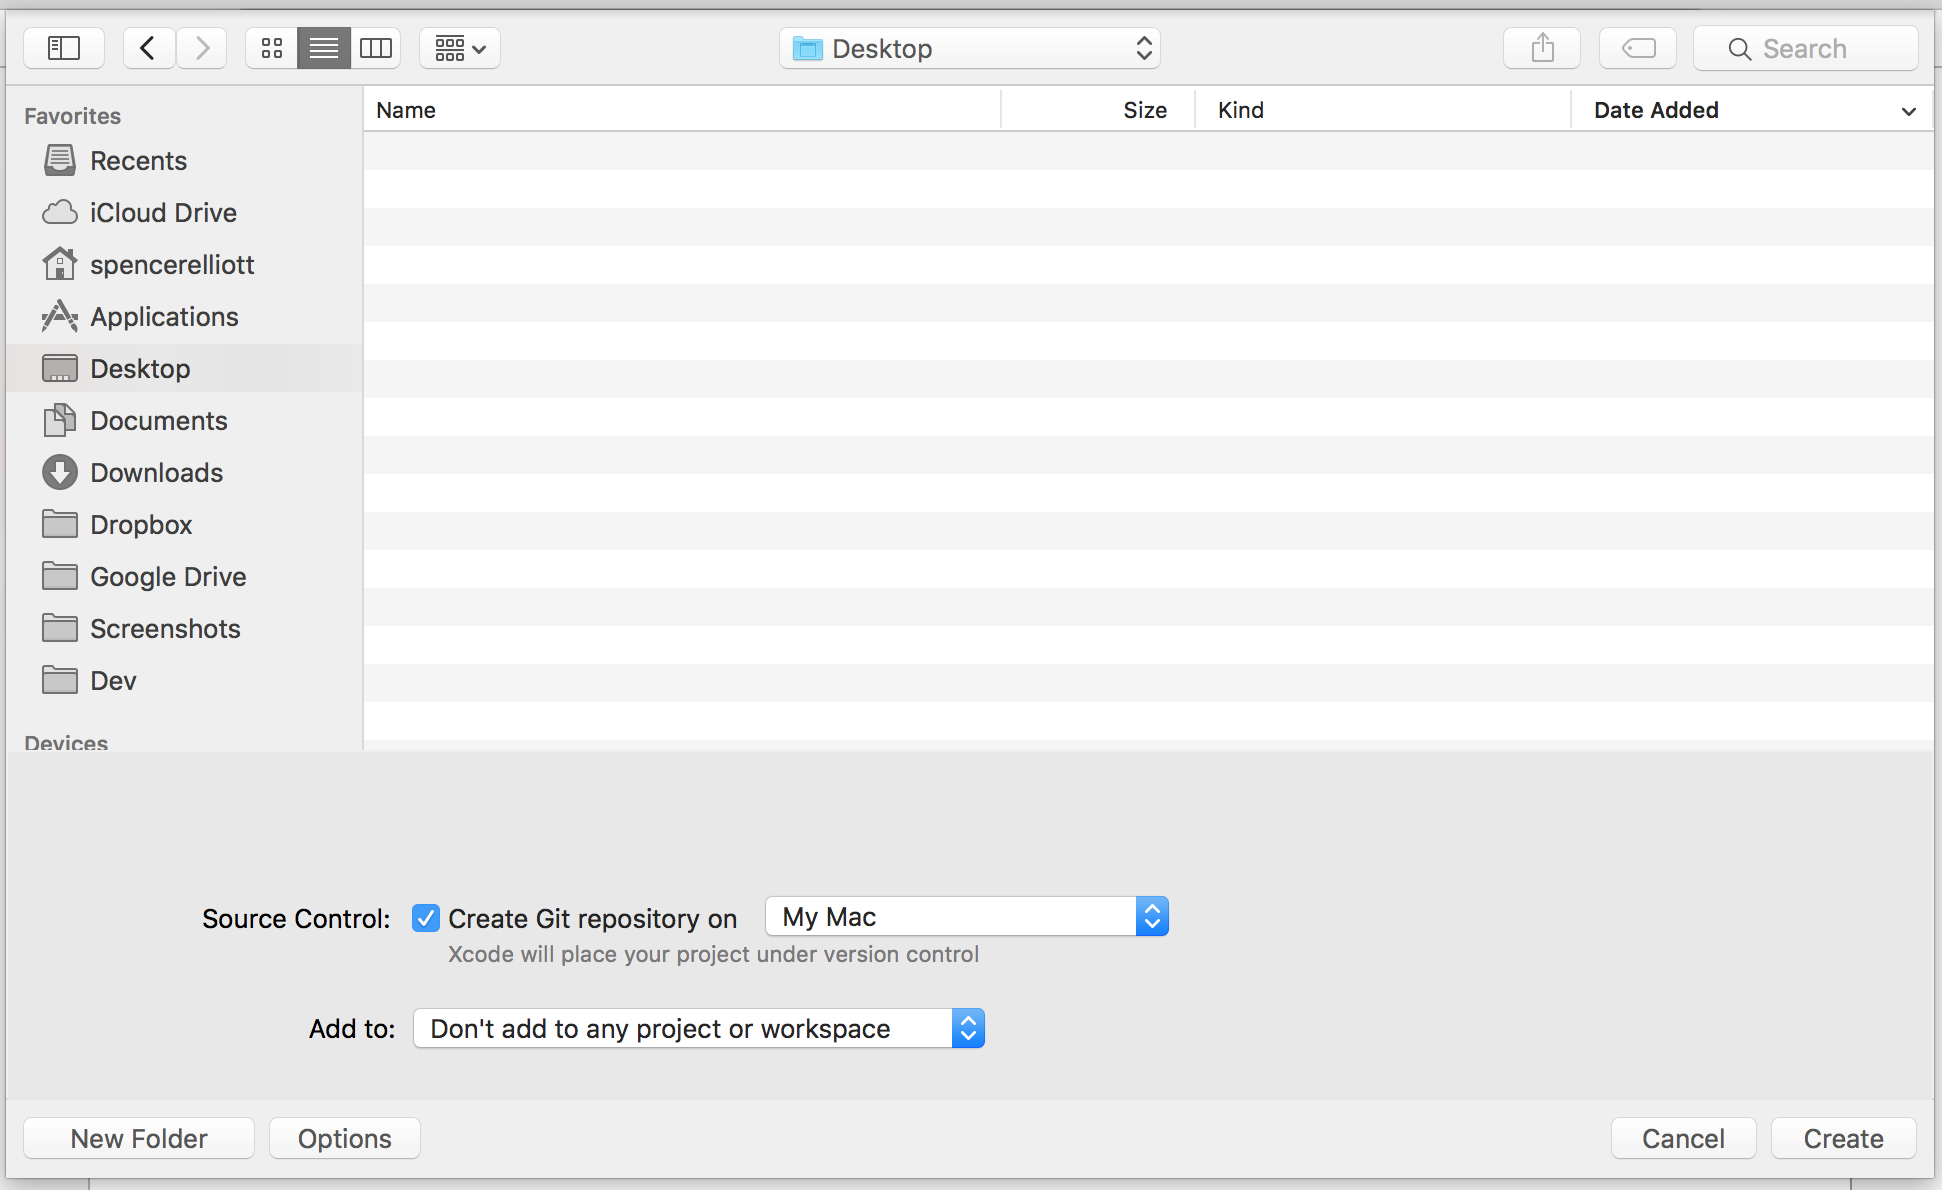 Desktop
Search
Favorites
Recents
iCloud Drive
spencerelliott
Applications
Desktop
Documents
Downloads
Dropbox
Google Drive
Screenshots
Dev
Devices
Name Size Kind Date Added
Source Control: Create Git repository on My Mac
Xcode will place your project under version control
Add to: Don't add to any project or workspace
New Folder Options Cancel Create